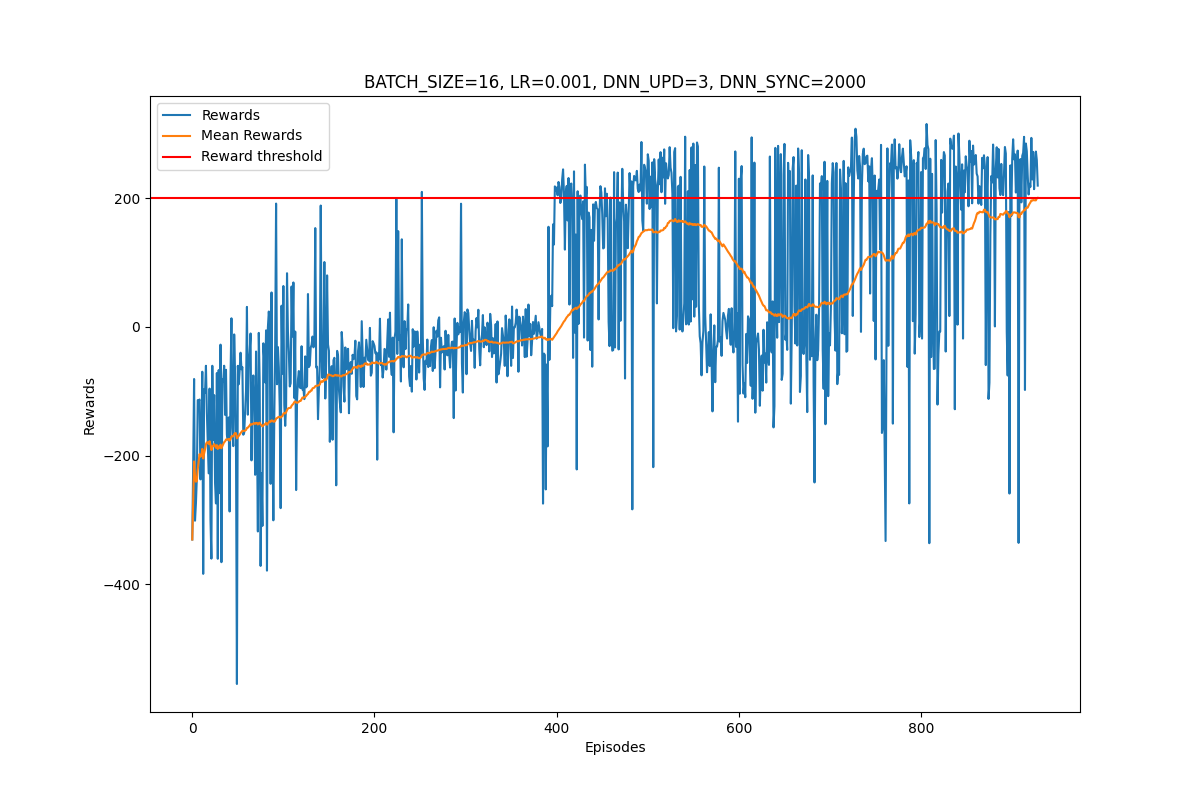 BATCH_SIZE=16, LR=0.001, DNN_UPD=3, DNN_SYNC=2000
Rewards
Mean Rewards
Reward threshold
200
0
−200
−400
Rewards
0
200
400
600
800
Episodes